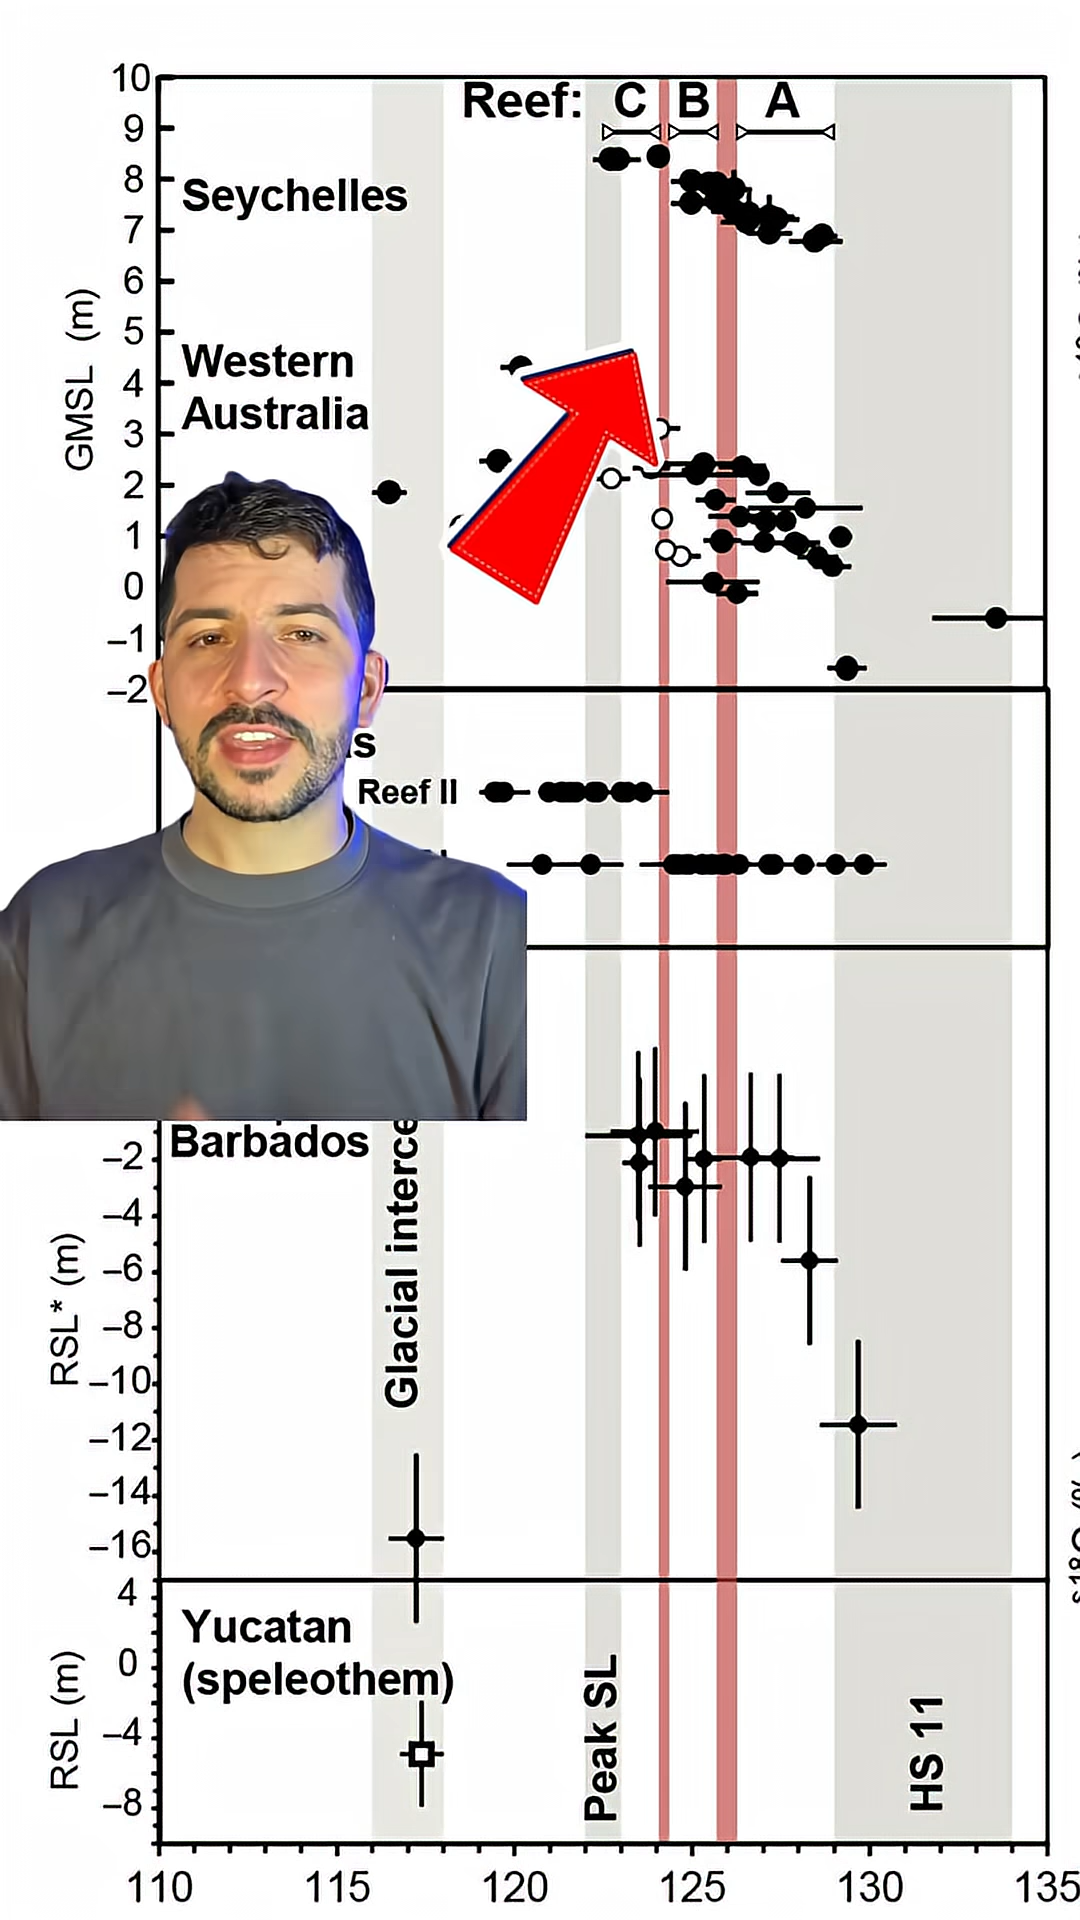 Reef: C B A
10
9
8
7
6
5
4
3
2
1
0
–1
–2
GMSL (m)
Seychelles
Western
Australia
Reef II
Barbados
–2
–4
–6
–8
–10
–12
–14
–16
RSL* (m)
Glacial interce
Yucatan
(speleothem)
4
0
–4
–8
RSL (m)
Peak SL
HS 11
110 115 120 125 130 135